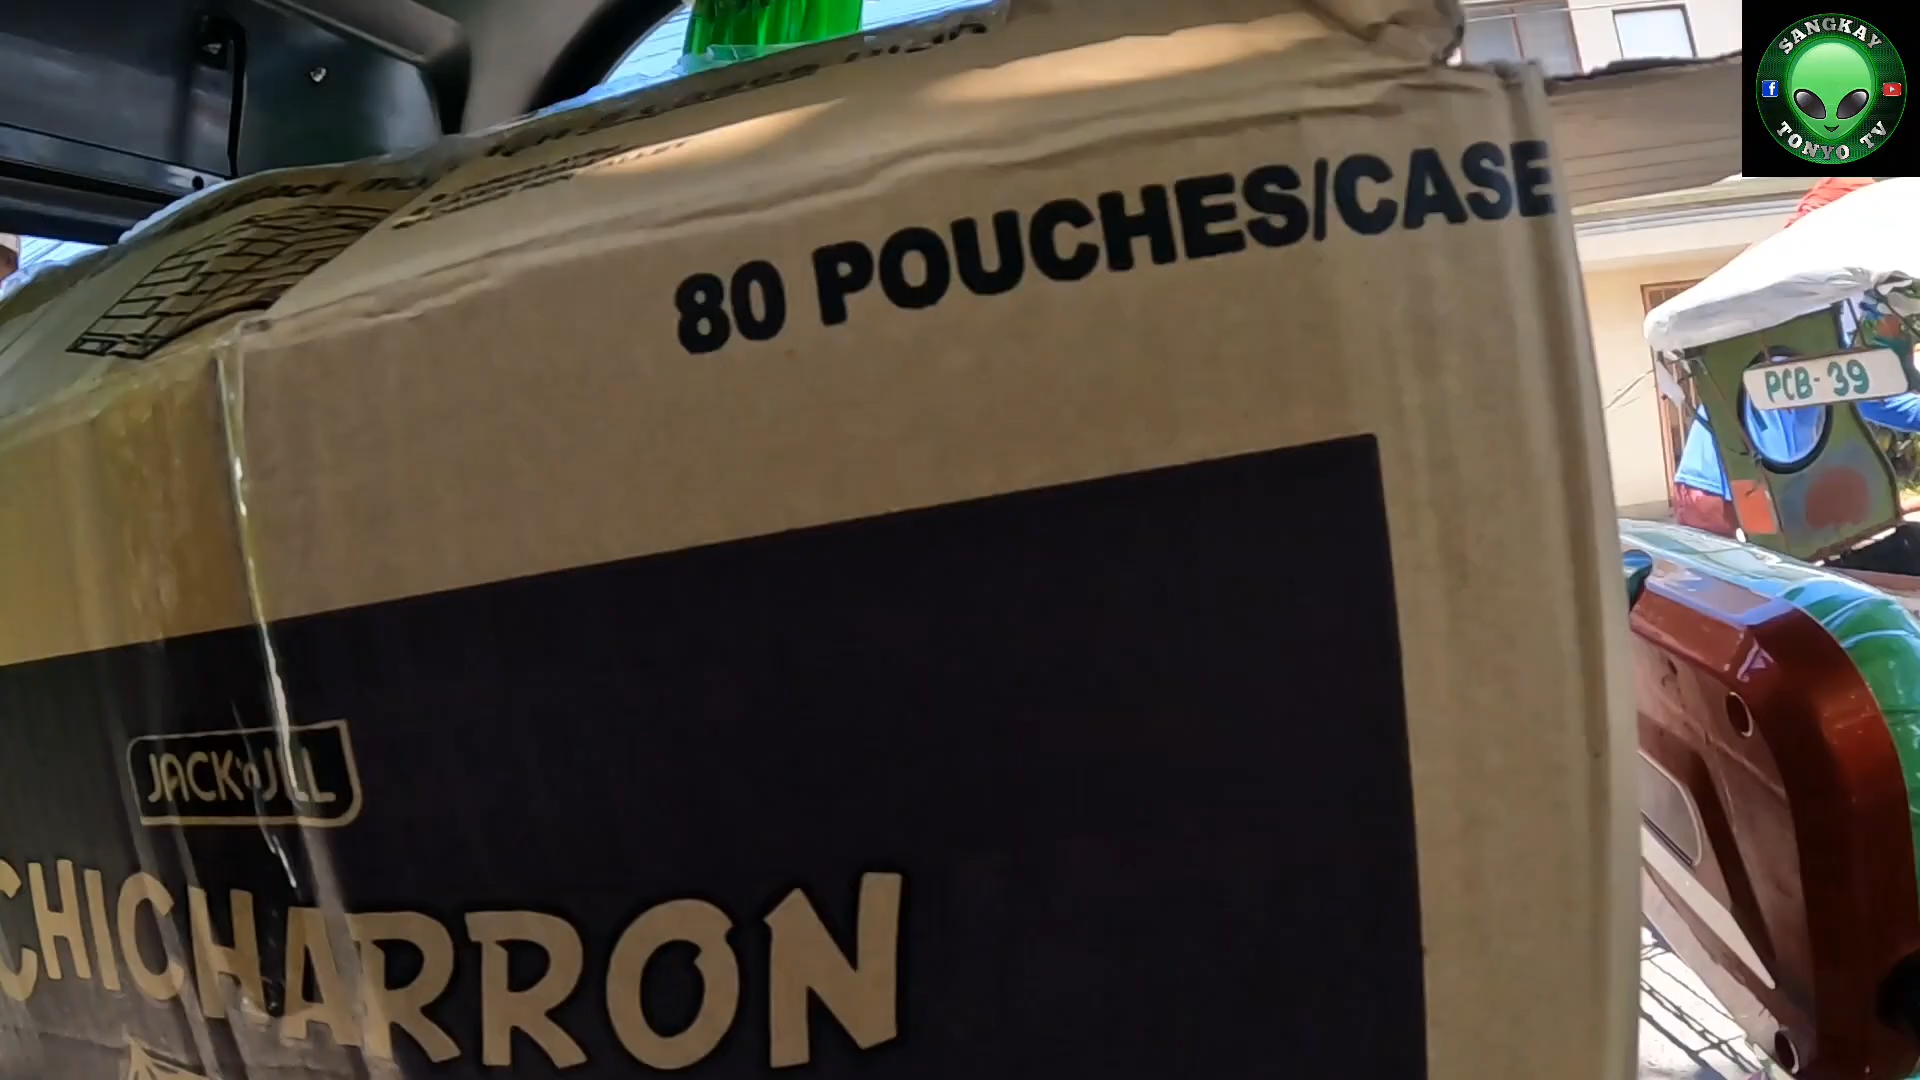 SANGKAY
TONYO TV
80 POUCHES/CASE
PCB-39
JACK 'n JILL
CHICHARRON